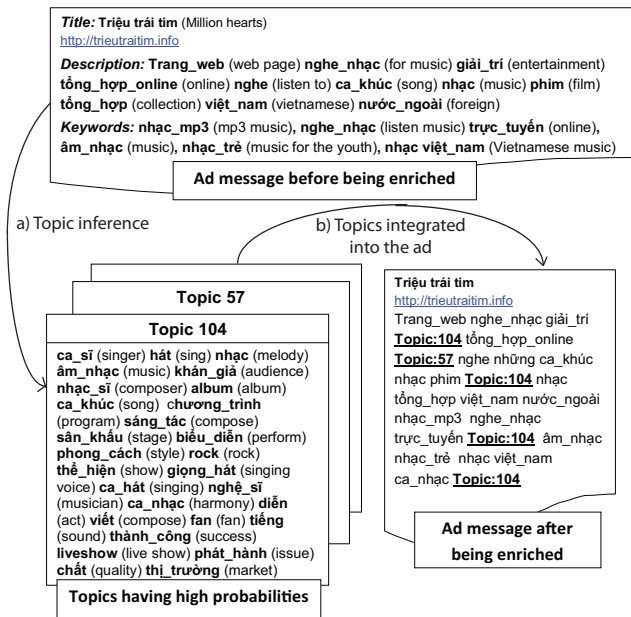 Title: Triệu trái tim (Million hearts)
http://trieutraitim.info
Description: Trang_web (web page) nghe_nhạc (for music) giải_trí (entertainment)
tổng_hợp_online (online) nghe (listen to) ca_khúc (song) nhạc (music) phim (film)
tổng_hợp (collection) việt_nam (vietnamese) nước_ngoài (foreign)
Keywords: nhạc_mp3 (mp3 music), nghe_nhạc (listen music) trực_tuyến (online),
âm_nhạc (music), nhạc_trẻ (music for the youth), nhạc việt_nam (Vietnamese music)
Ad message before being enriched
a) Topic inference
b) Topics integrated
into the ad
Topic 57
Topic 104
ca_sĩ (singer) hát (sing) nhạc (melody)
âm_nhạc (music) khán_giả (audience)
nhạc_sĩ (composer) album (album)
ca_khúc (song) chương_trình
(program) sáng_tác (compose)
sân_khấu (stage) biểu_diễn (perform)
phong_cách (style) rock (rock)
thể_hiện (show) giọng_hát (singing
voice) ca_hát (singing) nghệ_sĩ
(musician) ca_nhạc (harmony) diễn
(act) viết (compose) fan (fan) tiếng
(sound) thành_công (success)
liveshow (live show) phát_hành (issue)
chất (quality) thị_trường (market)
Topics having high probabilities
Triệu trái tim
http://trieutraitim.info
Trang_web nghe_nhạc giải_trí
Topic:104 tổng_hợp_online
Topic:57 nghe những ca_khúc
nhạc phim Topic:104 nhạc
tổng_hợp việt_nam nước_ngoài
nhạc_mp3 nghe_nhạc
trực_tuyến Topic:104 âm_nhạc
nhạc_trẻ nhạc việt_nam
ca_nhạc Topic:104
Ad message after
being enriched